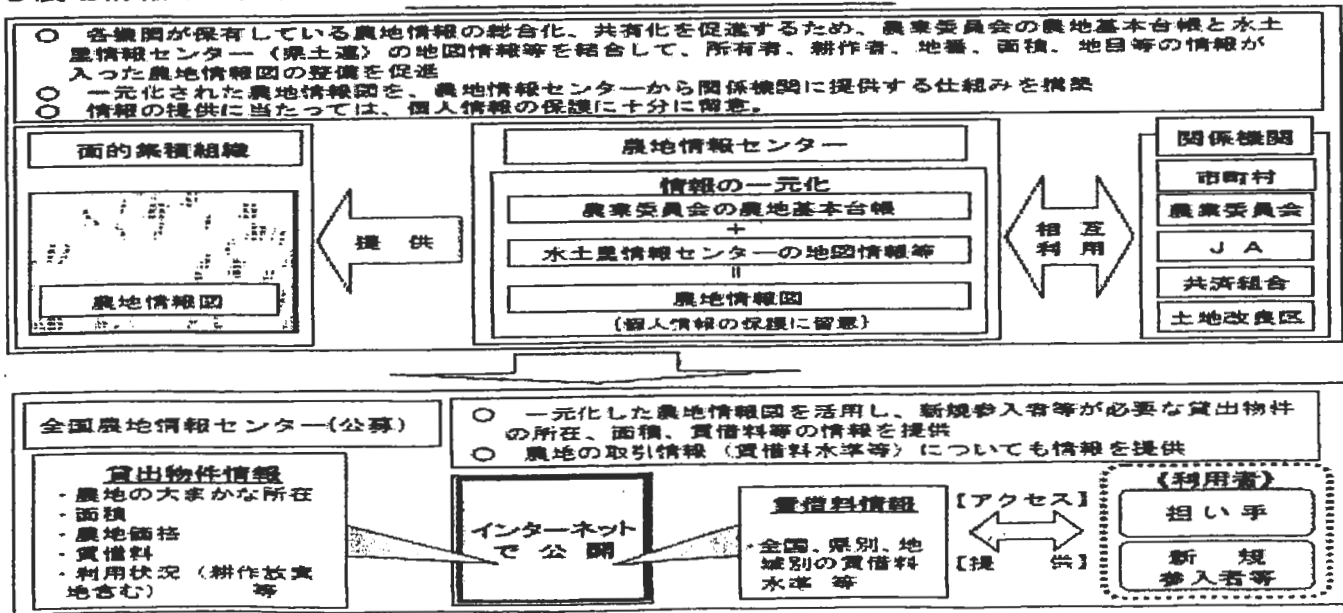 ○ 各機関が保有している農地情報の総合化、共有化を促進するため、農業委員会の農地基本台帳と水土
里情報センター（県土連）の地図情報等を結合して、所有者、耕作者、地番、面積、地目等の情報が
入った農地情報図の整備を促進
○ 一元化された農地情報図を、農地情報センターから関係機関に提供する仕組みを構築
○ 情報の提供に当たっては、個人情報の保護に十分に留意。
面的集積組織
農地情報図
提 供
農地情報センター
情報の一元化
農業委員会の農地基本台帳
＋
水土里情報センターの地図情報等
＝
農地情報図
(個人情報の保護に留意)
相 互
利 用
関係機関
市町村
農業委員会
Ｊ Ａ
共済組合
土地改良区
全国農地情報センター(公募)
○ 一元化した農地情報図を活用し、新規参入者等が必要な貸出物件
の所在、面積、賃借料等の情報を提供
○ 農地の取引情報（賃借料水準等）についても情報を提供
貸出物件情報
・農地の大まかな所在
・面積
・農地価格
・賃借料
・利用状況（耕作放棄
地含む） 等
インターネット
で 公 開
賃借料情報
・全国、県別、地
域別の賃借料
水準 等
【アクセス】
【提 供】
《利用者》
担 い 手
新 規
参入者等